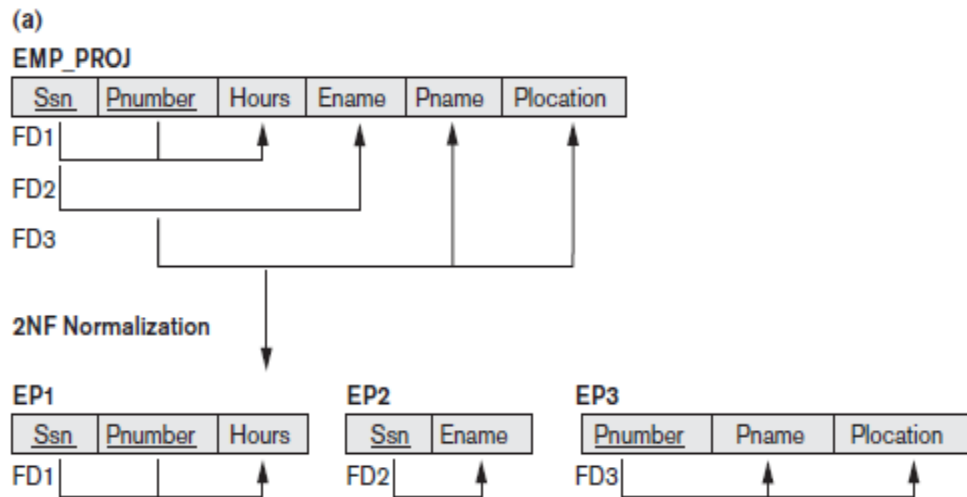 (a)
EMP_PROJ
Ssn Pnumber Hours Ename Pname Plocation
FD1
FD2
FD3
2NF Normalization
EP1 EP2 EP3
Ssn Pnumber Hours Ssn Ename Pnumber Pname Plocation
FD1 FD2 FD3